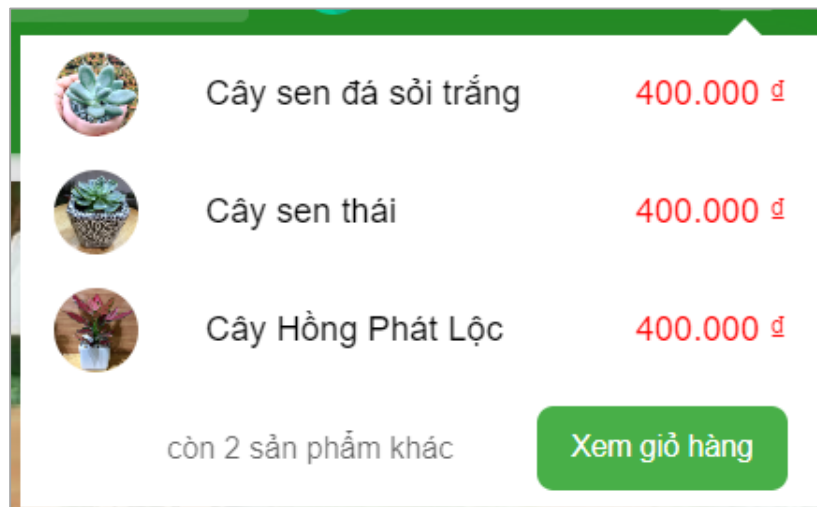 Cây sen đá sỏi trắng 400.000 ₫
Cây sen thái 400.000 ₫
Cây Hồng Phát Lộc 400.000 ₫
còn 2 sản phẩm khác Xem giỏ hàng